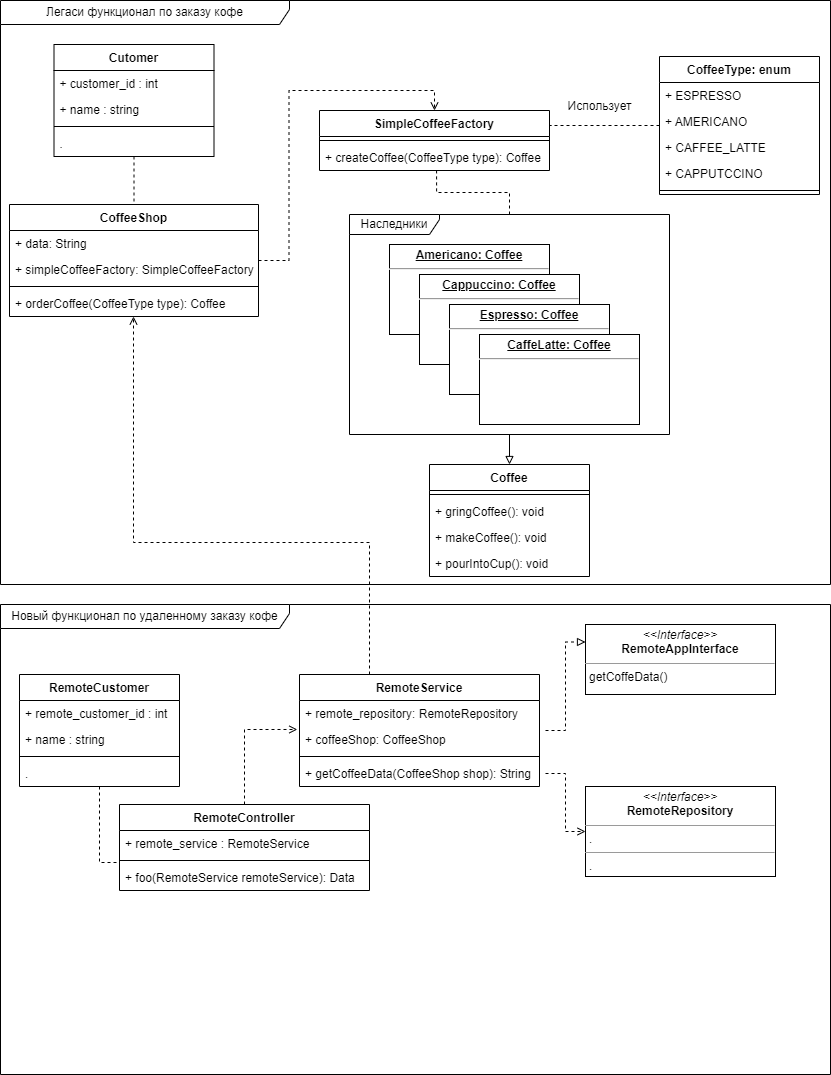 Легаси функционал по заказу кофе
Cutomer
+ customer_id : int
+ name : string
.
CoffeeShop
+ data: String
+ simpleCoffeeFactory: SimpleCoffeeFactory
+ orderCoffee(CoffeeType type): Coffee
SimpleCoffeeFactory
+ createCoffee(CoffeeType type): Coffee
Использует
CoffeeType: enum
+ ESPRESSO
+ AMERICANO
+ CAFFEE_LATTE
+ CAPPUTCCINO
Наследники
Americano: Coffee
Cappuccino: Coffee
Espresso: Coffee
CaffeLatte: Coffee
Coffee
+ gringCoffee(): void
+ makeCoffee(): void
+ pourIntoCup(): void
Новый функционал по удаленному заказу кофе
RemoteCustomer
+ remote_customer_id : int
+ name : string
.
RemoteService
+ remote_repository: RemoteRepository
+ coffeeShop: CoffeeShop
+ getCoffeeData(CoffeeShop shop): String
<<Interface>>
RemoteAppInterface
getCoffeData()
RemoteController
+ remote_service : RemoteService
+ foo(RemoteService remoteService): Data
<<Interface>>
RemoteRepository
.
.